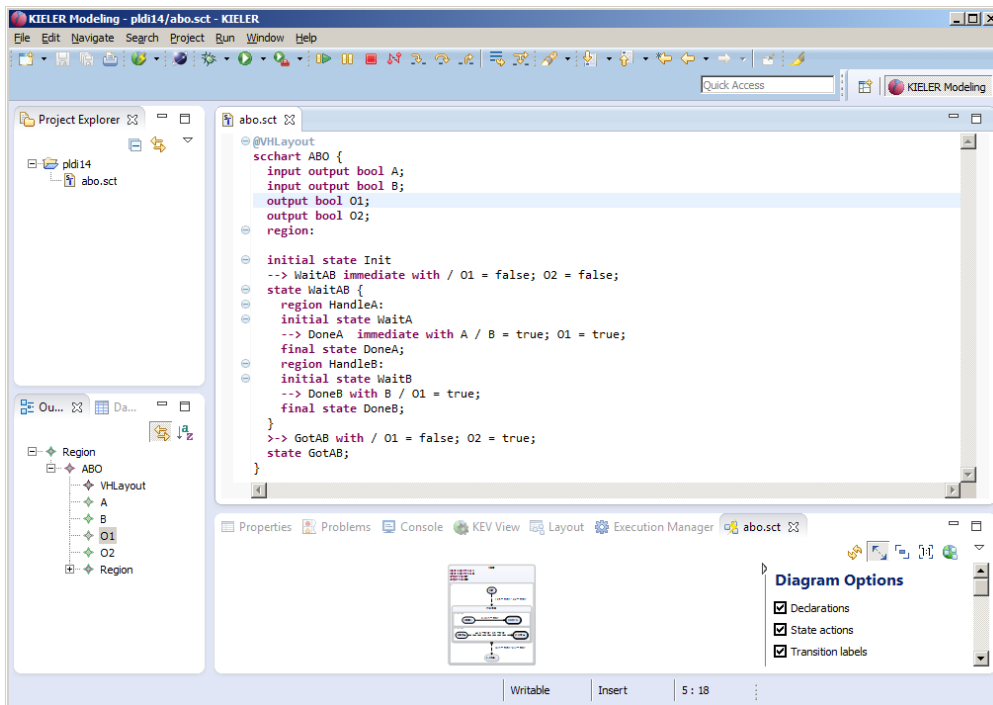 KIELER Modeling - pldi14/abo.sct - KIELER
File Edit Navigate Search Project Run Window Help
Quick Access
KIELER Modeling
Project Explorer
pldi14
abo.sct
abo.sct
@VHLayout
scchart ABO {
input output bool A;
input output bool B;
output bool O1;
output bool O2;
region:
initial state Init
--> WaitAB immediate with / O1 = false; O2 = false;
state WaitAB {
region HandleA:
initial state WaitA
--> DoneA  immediate with A / B = true; O1 = true;
final state DoneA;
region HandleB:
initial state WaitB
--> DoneB with B / O1 = true;
final state DoneB;
}
>-> GotAB with / O1 = false; O2 = true;
state GotAB;
}
Ou...
Da...
Region
ABO
VHLayout
A
B
O1
O2
Region
Properties Problems Console KEV View Layout Execution Manager abo.sct
Diagram Options
Declarations
State actions
Transition labels
Writable Insert 5 : 18